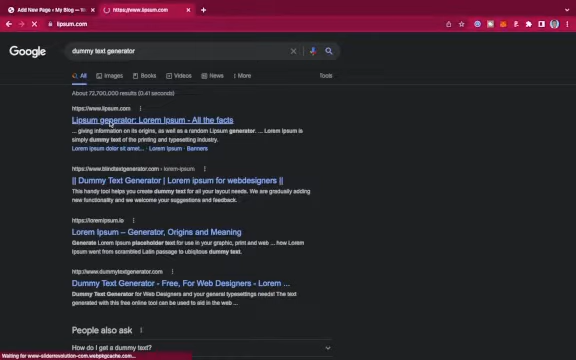 Add New Page ‹ My Blog — W
https://www.lipsum.com/
lipsum.com
Google
dummy text generator
All
Images
Books
Videos
News
More
Tools
About 72,700,000 results (0.41 seconds)
https://www.lipsum.com
Lipsum generator: Lorem Ipsum - All the facts
... giving information on its origins, as well as a random Lipsum generator. ... Lorem Ipsum is
simply dummy text of the printing and typesetting industry.
Lorem ipsum dolor sit amet... · Lorem Ipsum · Banners
https://www.blindtextgenerator.com › lorem-ipsum
|| Dummy Text Generator | Lorem ipsum for webdesigners ||
This handy tool helps you create dummy text for all your layout needs. We are gradually adding
new functionality and we welcome your suggestions and feedback.
https://loremipsum.io
Lorem Ipsum – Generator, Origins and Meaning
Generate Lorem Ipsum placeholder text for use in your graphic, print and web ... how Lorem
Ipsum went from scrambled Latin passage to ubiqitous dummy text.
http://www.dummytextgenerator.com
Dummy Text Generator - Free, For Web Designers - Lorem ...
Dummy Text Generator for Web Designers and your general typesettings needs. The text
generated with this free online tool can be used to aid in the web ...
People also ask
How do I get a dummy text?
Waiting for www-sliderrevolution-com.webpkgcache.com...